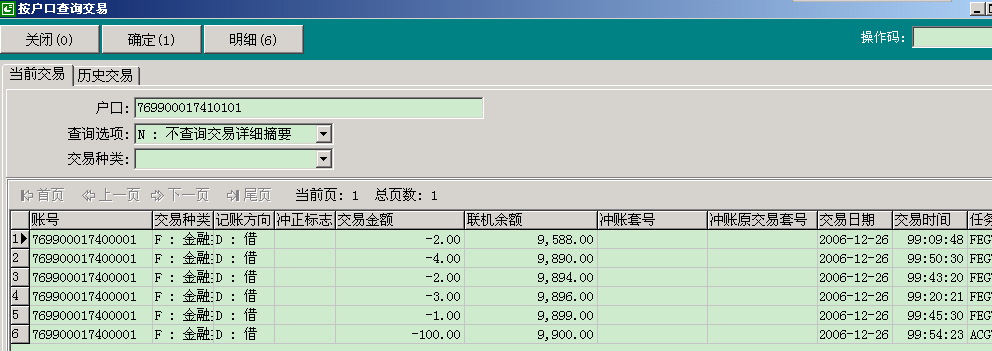 按户口查询交易
关闭(0) 确定(1) 明细(6) 操作码:
当前交易 历史交易
户口: 769900017410101
查询选项: N : 不查询交易详细摘要
交易种类:
首页 上一页 下一页 尾页 当前页: 1 总页数: 1
账号 交易种类 记账方向 冲正标志 交易金额 联机余额 冲账套号 冲账原交易套号 交易日期 交易时间 任务
1 769900017400001 F : 金融 D : 借 -2.00 9,588.00 2006-12-26 99:09:48 FEG
2 769900017400001 F : 金融 D : 借 -4.00 9,890.00 2006-12-26 99:50:30 FEG
3 769900017400001 F : 金融 D : 借 -2.00 9,894.00 2006-12-26 99:43:20 FEG
4 769900017400001 F : 金融 D : 借 -3.00 9,896.00 2006-12-26 99:20:21 FEG
5 769900017400001 F : 金融 D : 借 -1.00 9,899.00 2006-12-26 99:45:30 FEG
6 769900017400001 F : 金融 D : 借 -100.00 9,900.00 2006-12-26 99:54:23 ACG